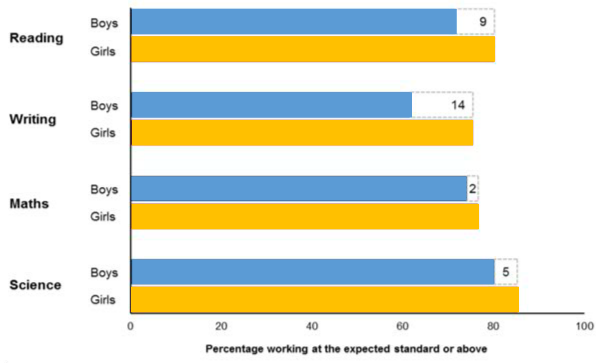 Reading
Boys
9
Girls
Writing
Boys
14
Girls
Maths
Boys
2
Girls
Science
Boys
5
Girls
0 20 40 60 80 100
Percentage working at the expected standard or above